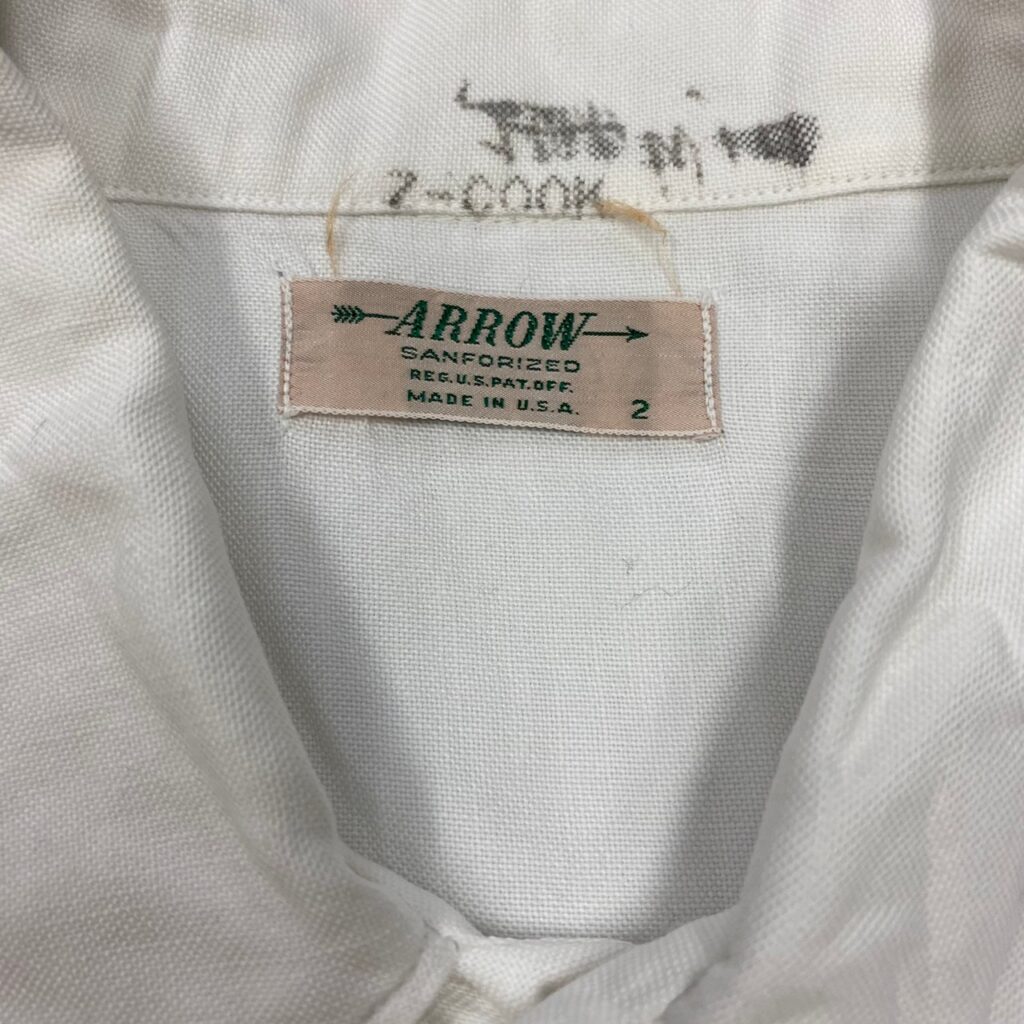 Z-COOK
ARROW
SANFORIZED
REG.U.S.PAT.OFF.
MADE IN U.S.A. 2